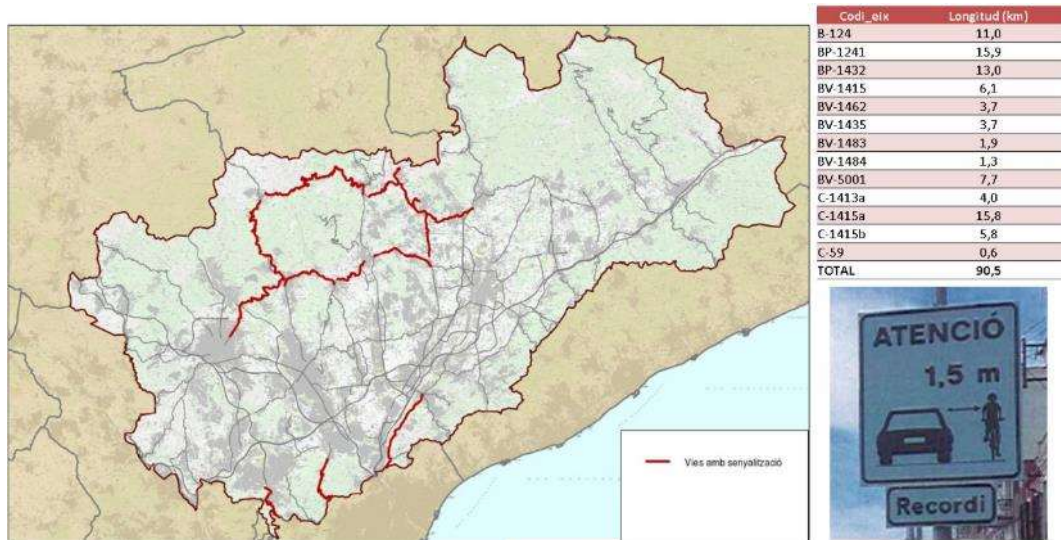 Codi_eix Longitud (km)
B-124 11,0
BP-1241 15,9
BP-1432 13,0
BV-1415 6,1
BV-1462 3,7
BV-1435 3,7
BV-1483 1,9
BV-1484 1,3
BV-5001 7,7
C-1413a 4,0
C-1415a 15,8
C-1415b 5,8
C-59 0,6
TOTAL 90,5
Vies amb senyalització
ATENCIÓ
1,5 m
Recordi